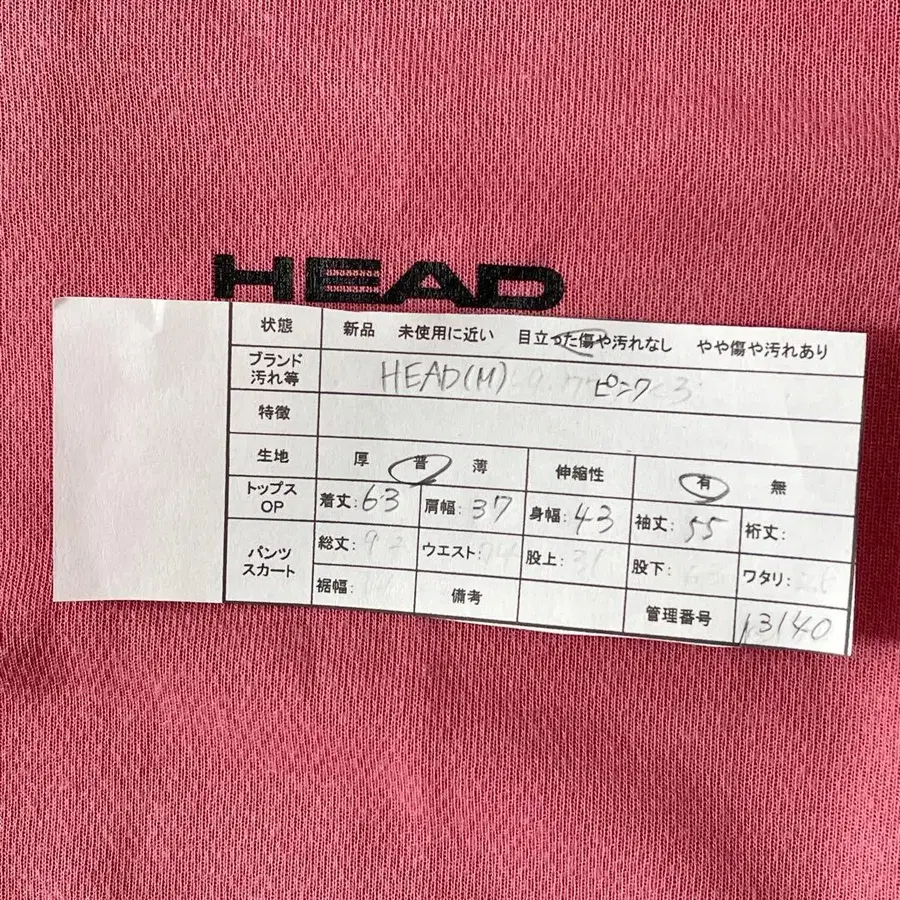 HEAD
状態 新品 未使用に近い 目立った傷や汚れなし やや傷や汚れあり
ブランド 汚れ等 HEAD(M) ピンク
特徴
生地 厚 普 薄 伸縮性 有 無
トップス OP 着丈:63 肩幅:37 身幅:43 袖丈:55 裄丈:
パンツ スカート 総丈: ウエスト: 股上:31 股下: ワタリ:
裾幅: 備考 管理番号 13140